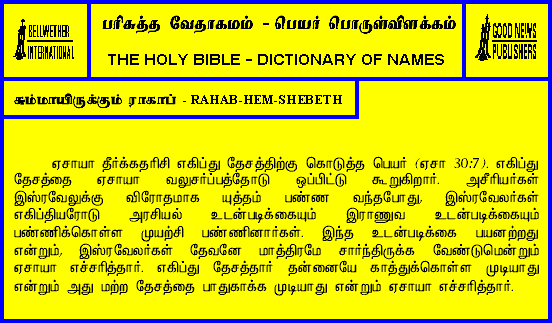 BELLWETHER
INTERNATIONAL
பரிசுத்த வேதாகமம் - பெயர் பொருள்விளக்கம்
THE HOLY BIBLE - DICTIONARY OF NAMES
GOOD NEWS
PUBLISHERS
சும்மாயிருக்கும் ராகாப் - RAHAB-HEM-SHEBETH
ஏசாயா தீர்க்கதரிசி எகிப்து தேசத்திற்கு கொடுத்த பெயர் (ஏசா 30:7). எகிப்து
தேசத்தை ஏசாயா வலுசர்ப்பத்தோடு ஒப்பிட்டு கூறுகிறார். அசீரியர்கள்
இஸ்ரவேலுக்கு விரோதமாக யுத்தம் பண்ண வந்தபோது, இஸ்ரவேலர்கள்
எகிப்தியரோடு அரசியல் உடன்படிக்கையும் இராணுவ உடன்படிக்கையும்
பண்ணிக்கொள்ள முயற்சி பண்ணினார்கள். இந்த உடன்படிக்கை பயனற்றது
என்றும், இஸ்ரவேலர்கள் தேவனே மாத்திரமே சார்ந்திருக்க வேண்டுமென்றும்
ஏசாயா எச்சரித்தார். எகிப்து தேசத்தார் தன்னையே காத்துக்கொள்ள முடியாது
என்றும் அது மற்ற தேசத்தை பாதுகாக்க முடியாது என்றும் ஏசாயா எச்சரித்தார்.